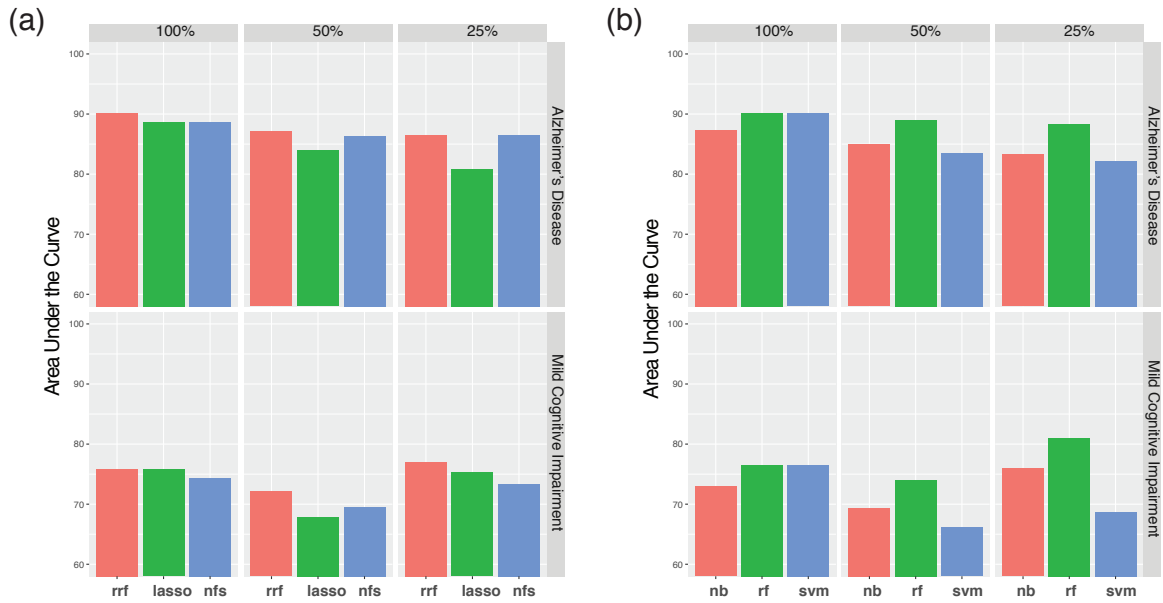 (a)
100% 50% 25%
Area Under the Curve
100
90
80
70
60
Alzheimer's Disease
100
90
80
70
60
Mild Cognitive Impairment
rrf lasso nfs rrf lasso nfs rrf lasso nfs
(b)
100% 50% 25%
Area Under the Curve
100
90
80
70
60
Alzheimer's Disease
100
90
80
70
60
Mild Cognitive Impairment
nb rf svm nb rf svm nb rf svm